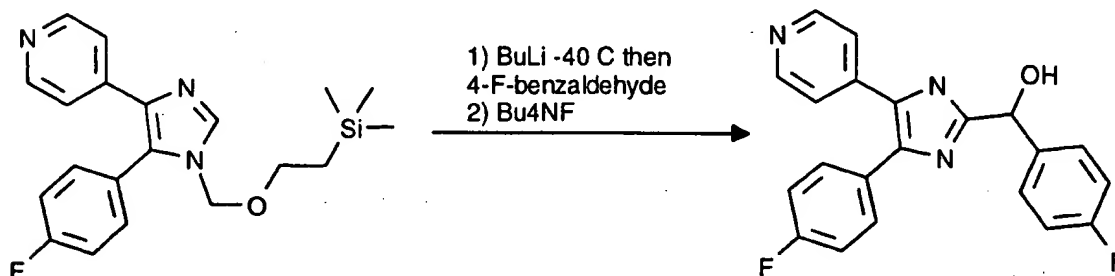 N
N
N
Si
O
F
1) BuLi -40 C then
4-F-benzaldehyde
2) Bu4NF
N
N
N
OH
F
F